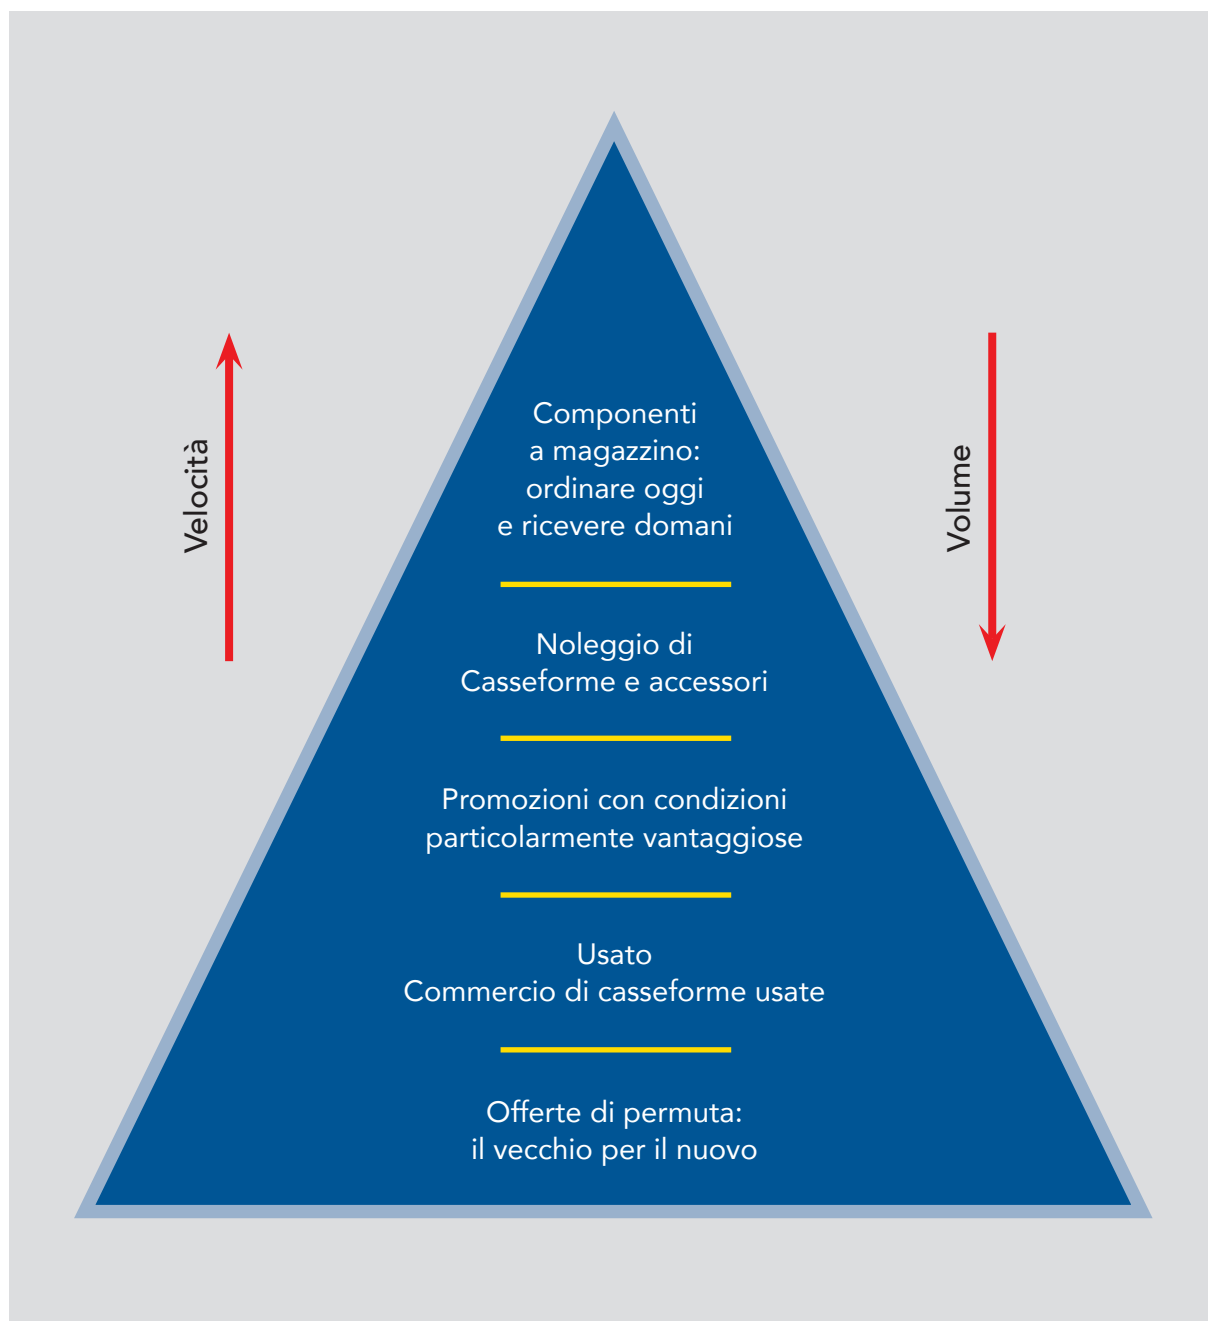 Componenti
a magazzino:
ordinare oggi
e ricevere domani
Velocità
Volume
Noleggio di
Casseforme e accessori
Promozioni con condizioni
particolarmente vantaggiose
Usato
Commercio di casseforme usate
Offerte di permuta:
il vecchio per il nuovo